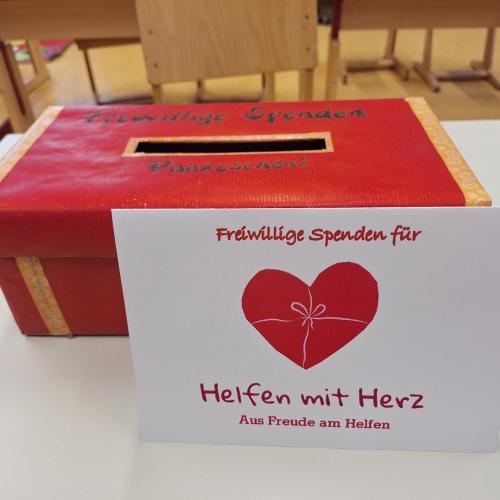 Freiwillige Spenden
Dankeschön!
Freiwillige Spenden für
Helfen mit Herz
Aus Freude am Helfen